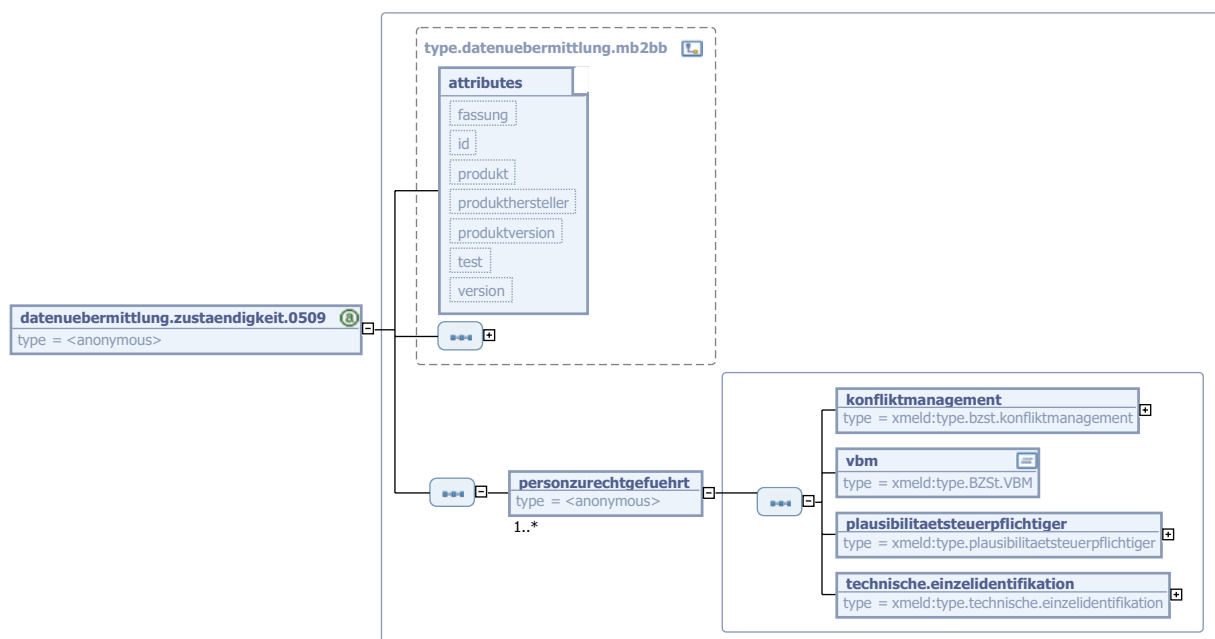 type.datenuebermittlung.mb2bb
attributes
fassung
id
produkt
produkthersteller
produktversion
test
version
datenuebermittlung.zustaendigkeit.0509
type = <anonymous>
personzurechtgefuehrt
type = <anonymous>
1..*
konfliktmanagement
type = xmeld:type.bzst.konfliktmanagement
vbm
type = xmeld:type.BZSt.VBM
plausibilitaetsteuerpflichtiger
type = xmeld:type.plausibilitaetsteuerpflichtiger
technische.einzelidentifikation
type = xmeld:type.technische.einzelidentifikation